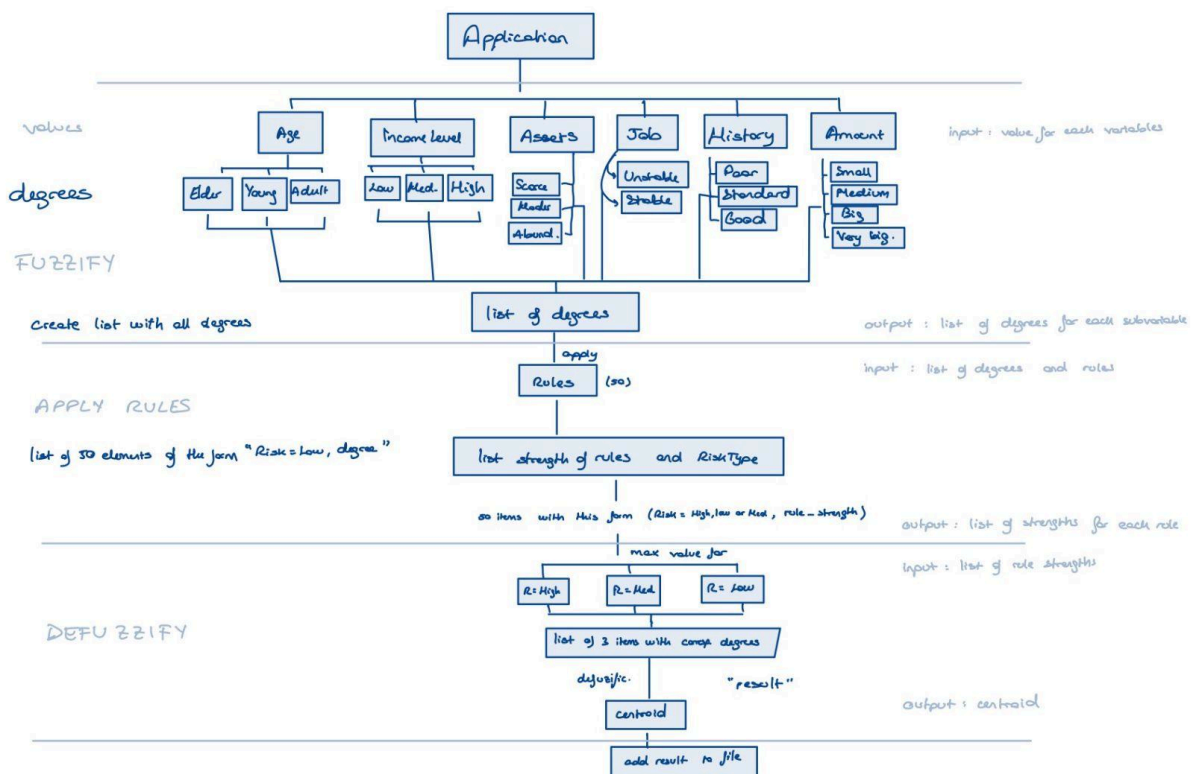 Application
values
Age
Income Level
Assets
Job
History
Amount
input : value for each variables
degrees
Elder
Young
Adult
Low
Med.
High
Scarce
Moder
Abund.
Unstable
Stable
Poor
Standard
Good
Small
Medium
Big
Very big.
FUZZIFY
list of degrees
create list with all degrees
output : list of degrees for each subvariable
apply
input : list of degrees and rules
Rules
(50)
APPLY RULES
list of 50 elements of the form "Risk=Low, degree"
list strength of rules and RiskType
50 items with this form (Risk = High, low or Med, rule_strength)
output : list of strengths for each rule
max value for
input : list of rule strengths
R=High
R=Med
R= Low
DEFUZZIFY
list of 3 items with degrees
"result"
centroid
output : centroid
add result to file